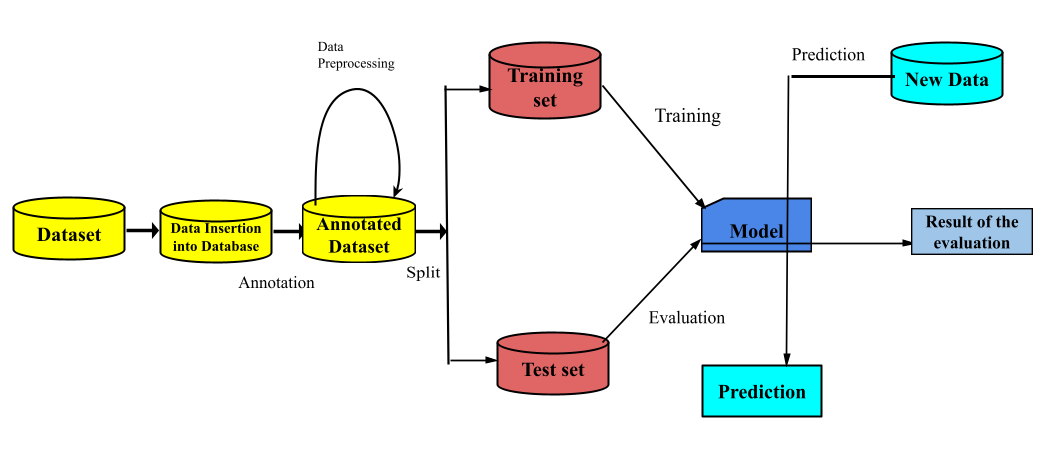 Data
Preprocessing
Training
set
Prediction
New Data
Training
Dataset
Data Insertion
into Database
Annotated
Dataset
Annotation
Split
Model
Result of the
evaluation
Evaluation
Test set
Prediction